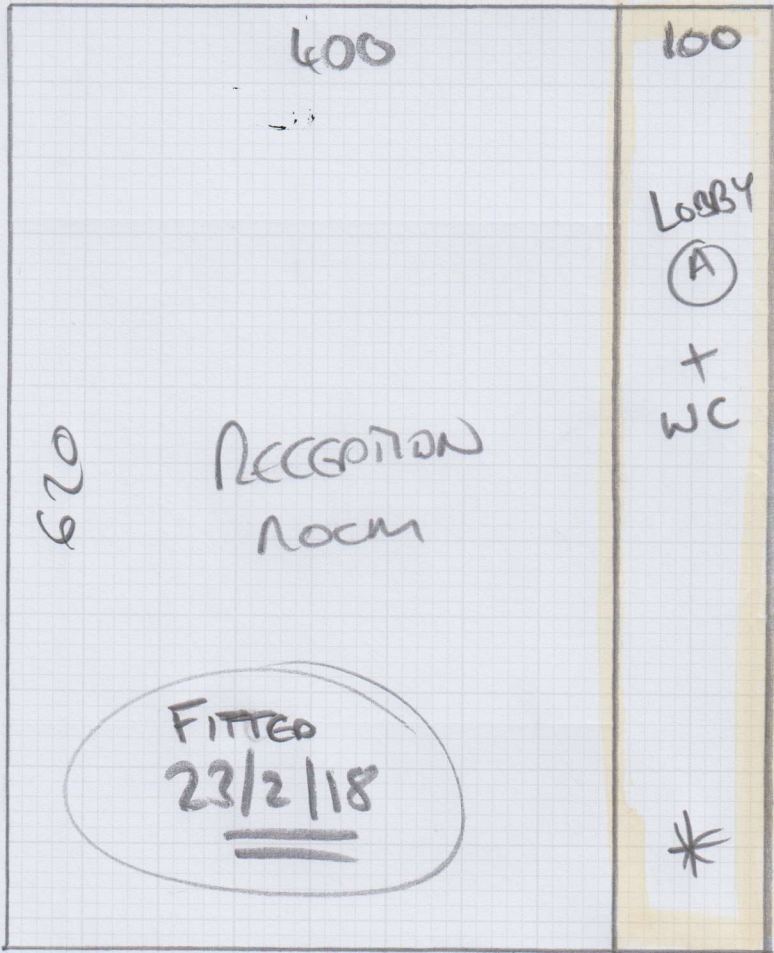 400
100
LOBBY
A
+
WC
620
RECEPTION
ROOM
FITTED
23/2/18
*